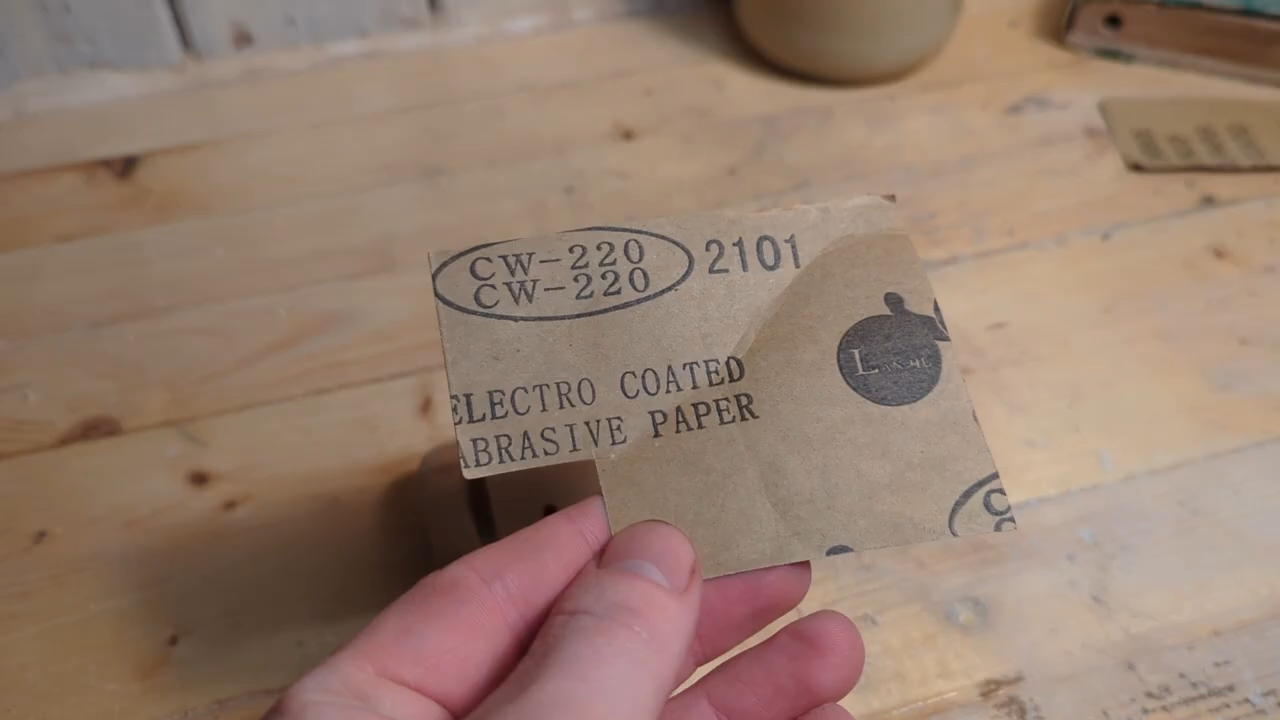 CW-220
CW-220
2101
ELECTRO COATED
ABRASIVE PAPER